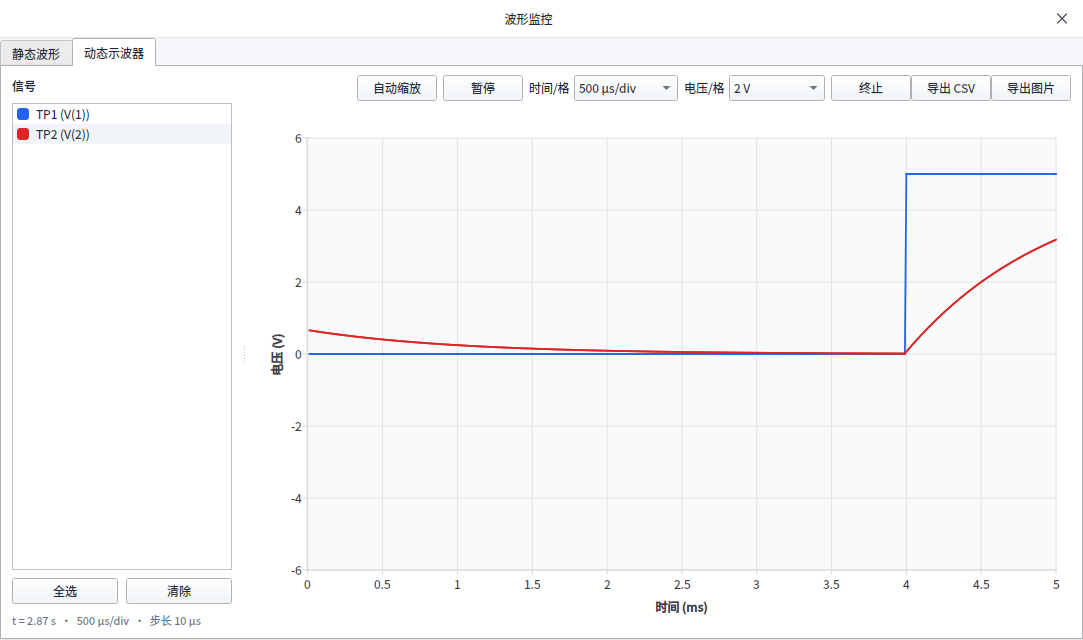 波形监控
静态波形 动态示波器
信号 自动缩放 暂停 时间/格 500 µs/div 电压/格 2 V 终止 导出 CSV 导出图片
TP1 (V(1))
TP2 (V(2))
6
4
2
0
-2
-4
-6
电压 (V)
0 0.5 1 1.5 2 2.5 3 3.5 4 4.5 5
时间 (ms)
全选 清除
t = 2.87 s · 500 µs/div · 步长 10 µs